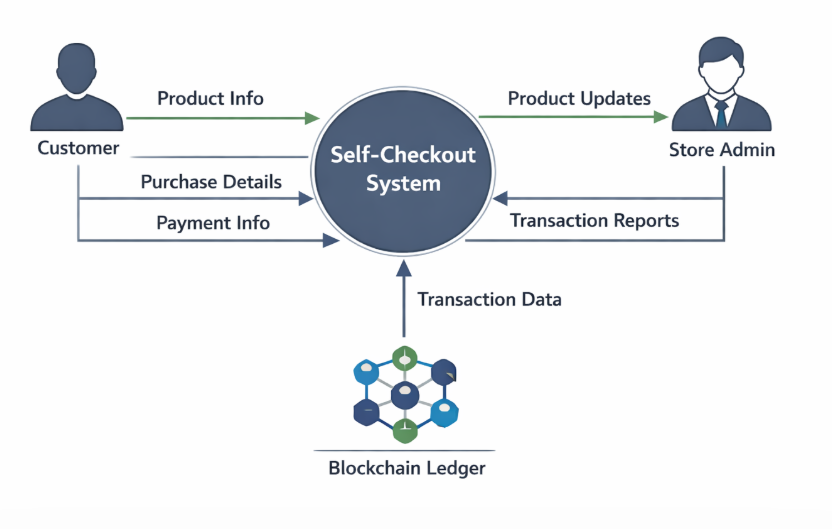 Product Info
Product Updates
Customer
Self-Checkout
System
Store Admin
Purchase Details
Payment Info
Transaction Reports
Transaction Data
Blockchain Ledger